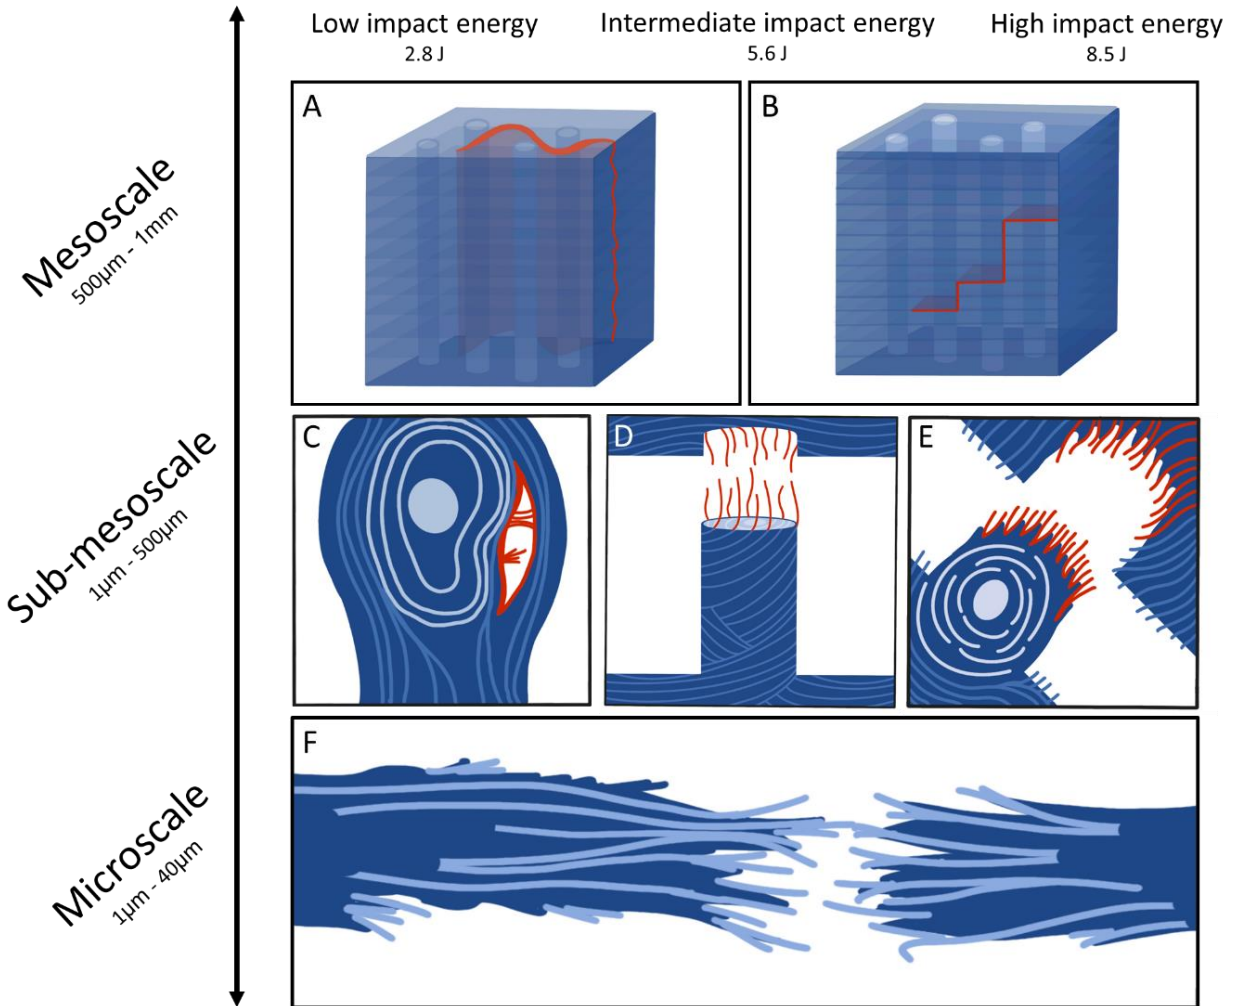 Low impact energy
2.8 J
Intermediate impact energy
5.6 J
High impact energy
8.5 J
Mesoscale
500μm - 1mm
A
B
Sub-mesoscale
1μm - 500μm
C
D
E
Microscale
1μm - 40μm
F